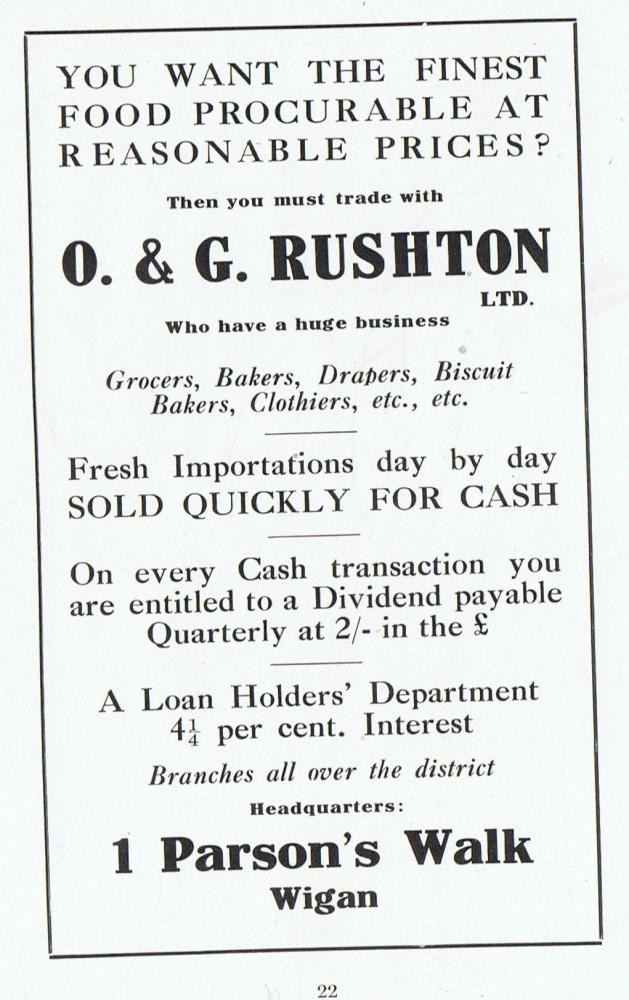 YOU WANT THE FINEST
FOOD PROCURABLE AT
REASONABLE PRICES?
Then you must trade with
O. & G. RUSHTON
LTD.
Who have a huge business
Grocers, Bakers, Drapers, Biscuit
Bakers, Clothiers, etc., etc.
Fresh Importations day by day
SOLD QUICKLY FOR CASH
On every Cash transaction you
are entitled to a Dividend payable
Quarterly at 2/- in the £
A Loan Holders' Department
4¼ per cent. Interest
Branches all over the district
Headquarters:
1 Parson's Walk
Wigan
22